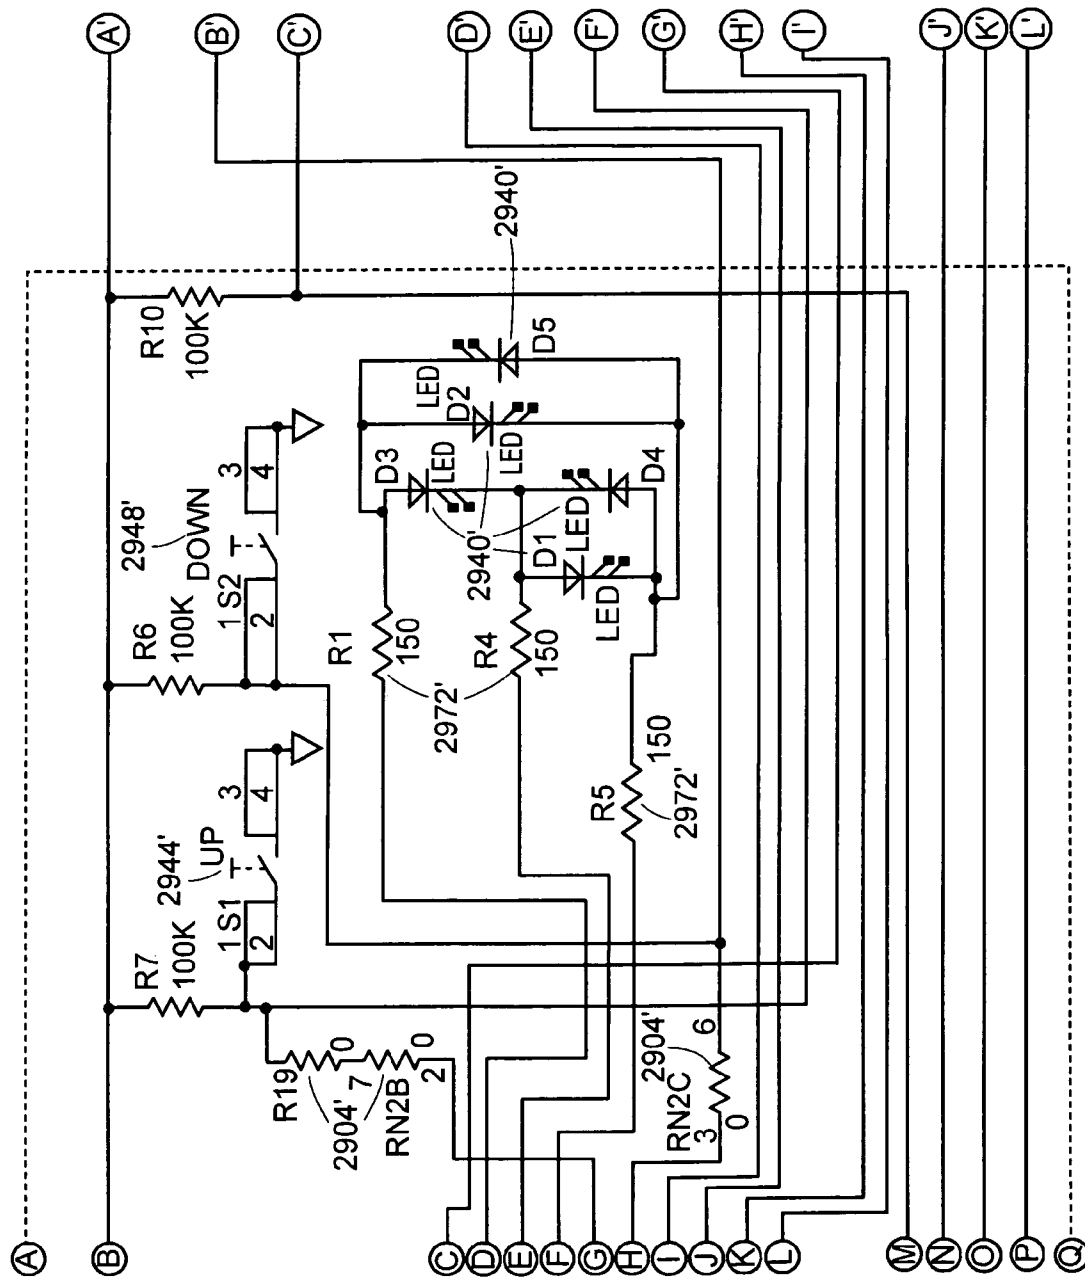 A'
B'
C'
D'
E'
F'
G'
H'
I'
J'
K'
L'
R10
100K
2940'
D5
LED
D2
LED
D3
LED
D4
LED
D1
LED
2940'
3
4
2948'
DOWN
1 S2
2
R6
100K
R1
150
R4
150
2972'
150
R5
2972'
3
4
2944'
UP
1 S1
2
R7
100K
R19
0
7
0
RN2B
2
2904'
2904'
6
RN2C
3
0
A
B
C
D
E
F
G
H
I
J
K
L
M
N
O
P
Q